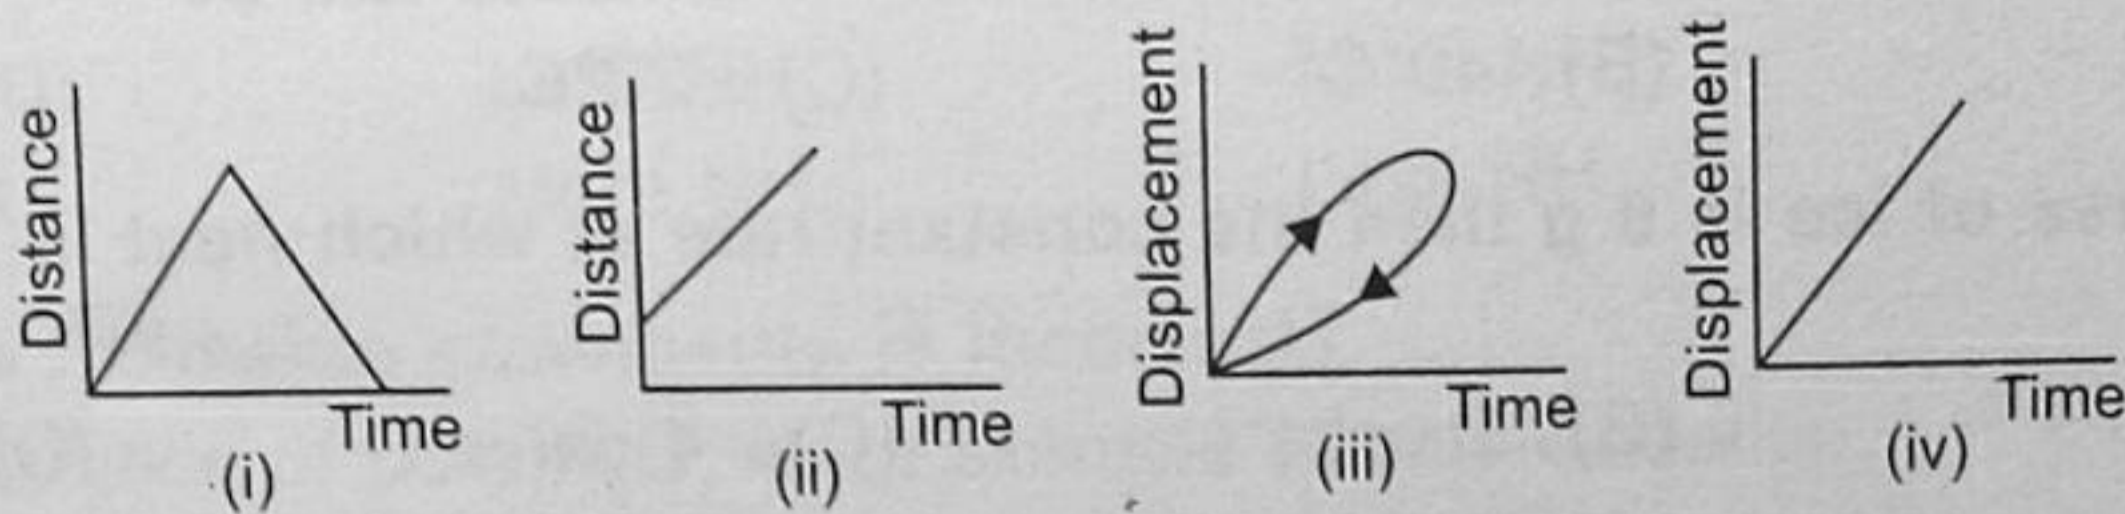 Distance
Time
(i)
Distance
Time
(ii)
Displacement
Time
(iii)
Displacement
Time
(iv)